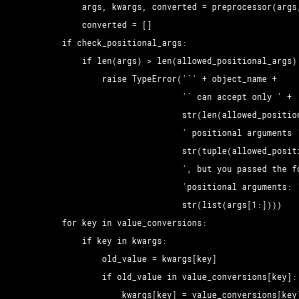 args, kwargs, converted = preprocessor(args,
converted = []
if check_positional_args:
if len(args) > len(allowed_positional_args)
raise TypeError('`' + object_name +
'` can accept only ' +
str(len(allowed_position
' positional arguments
str(tuple(allowed_positi
', but you passed the fo
'positional arguments:
str(list(args[1:])))
for key in value_conversions:
if key in kwargs:
old_value = kwargs[key]
if old_value in value_conversions[key]:
kwargs[key] = value_conversions[key